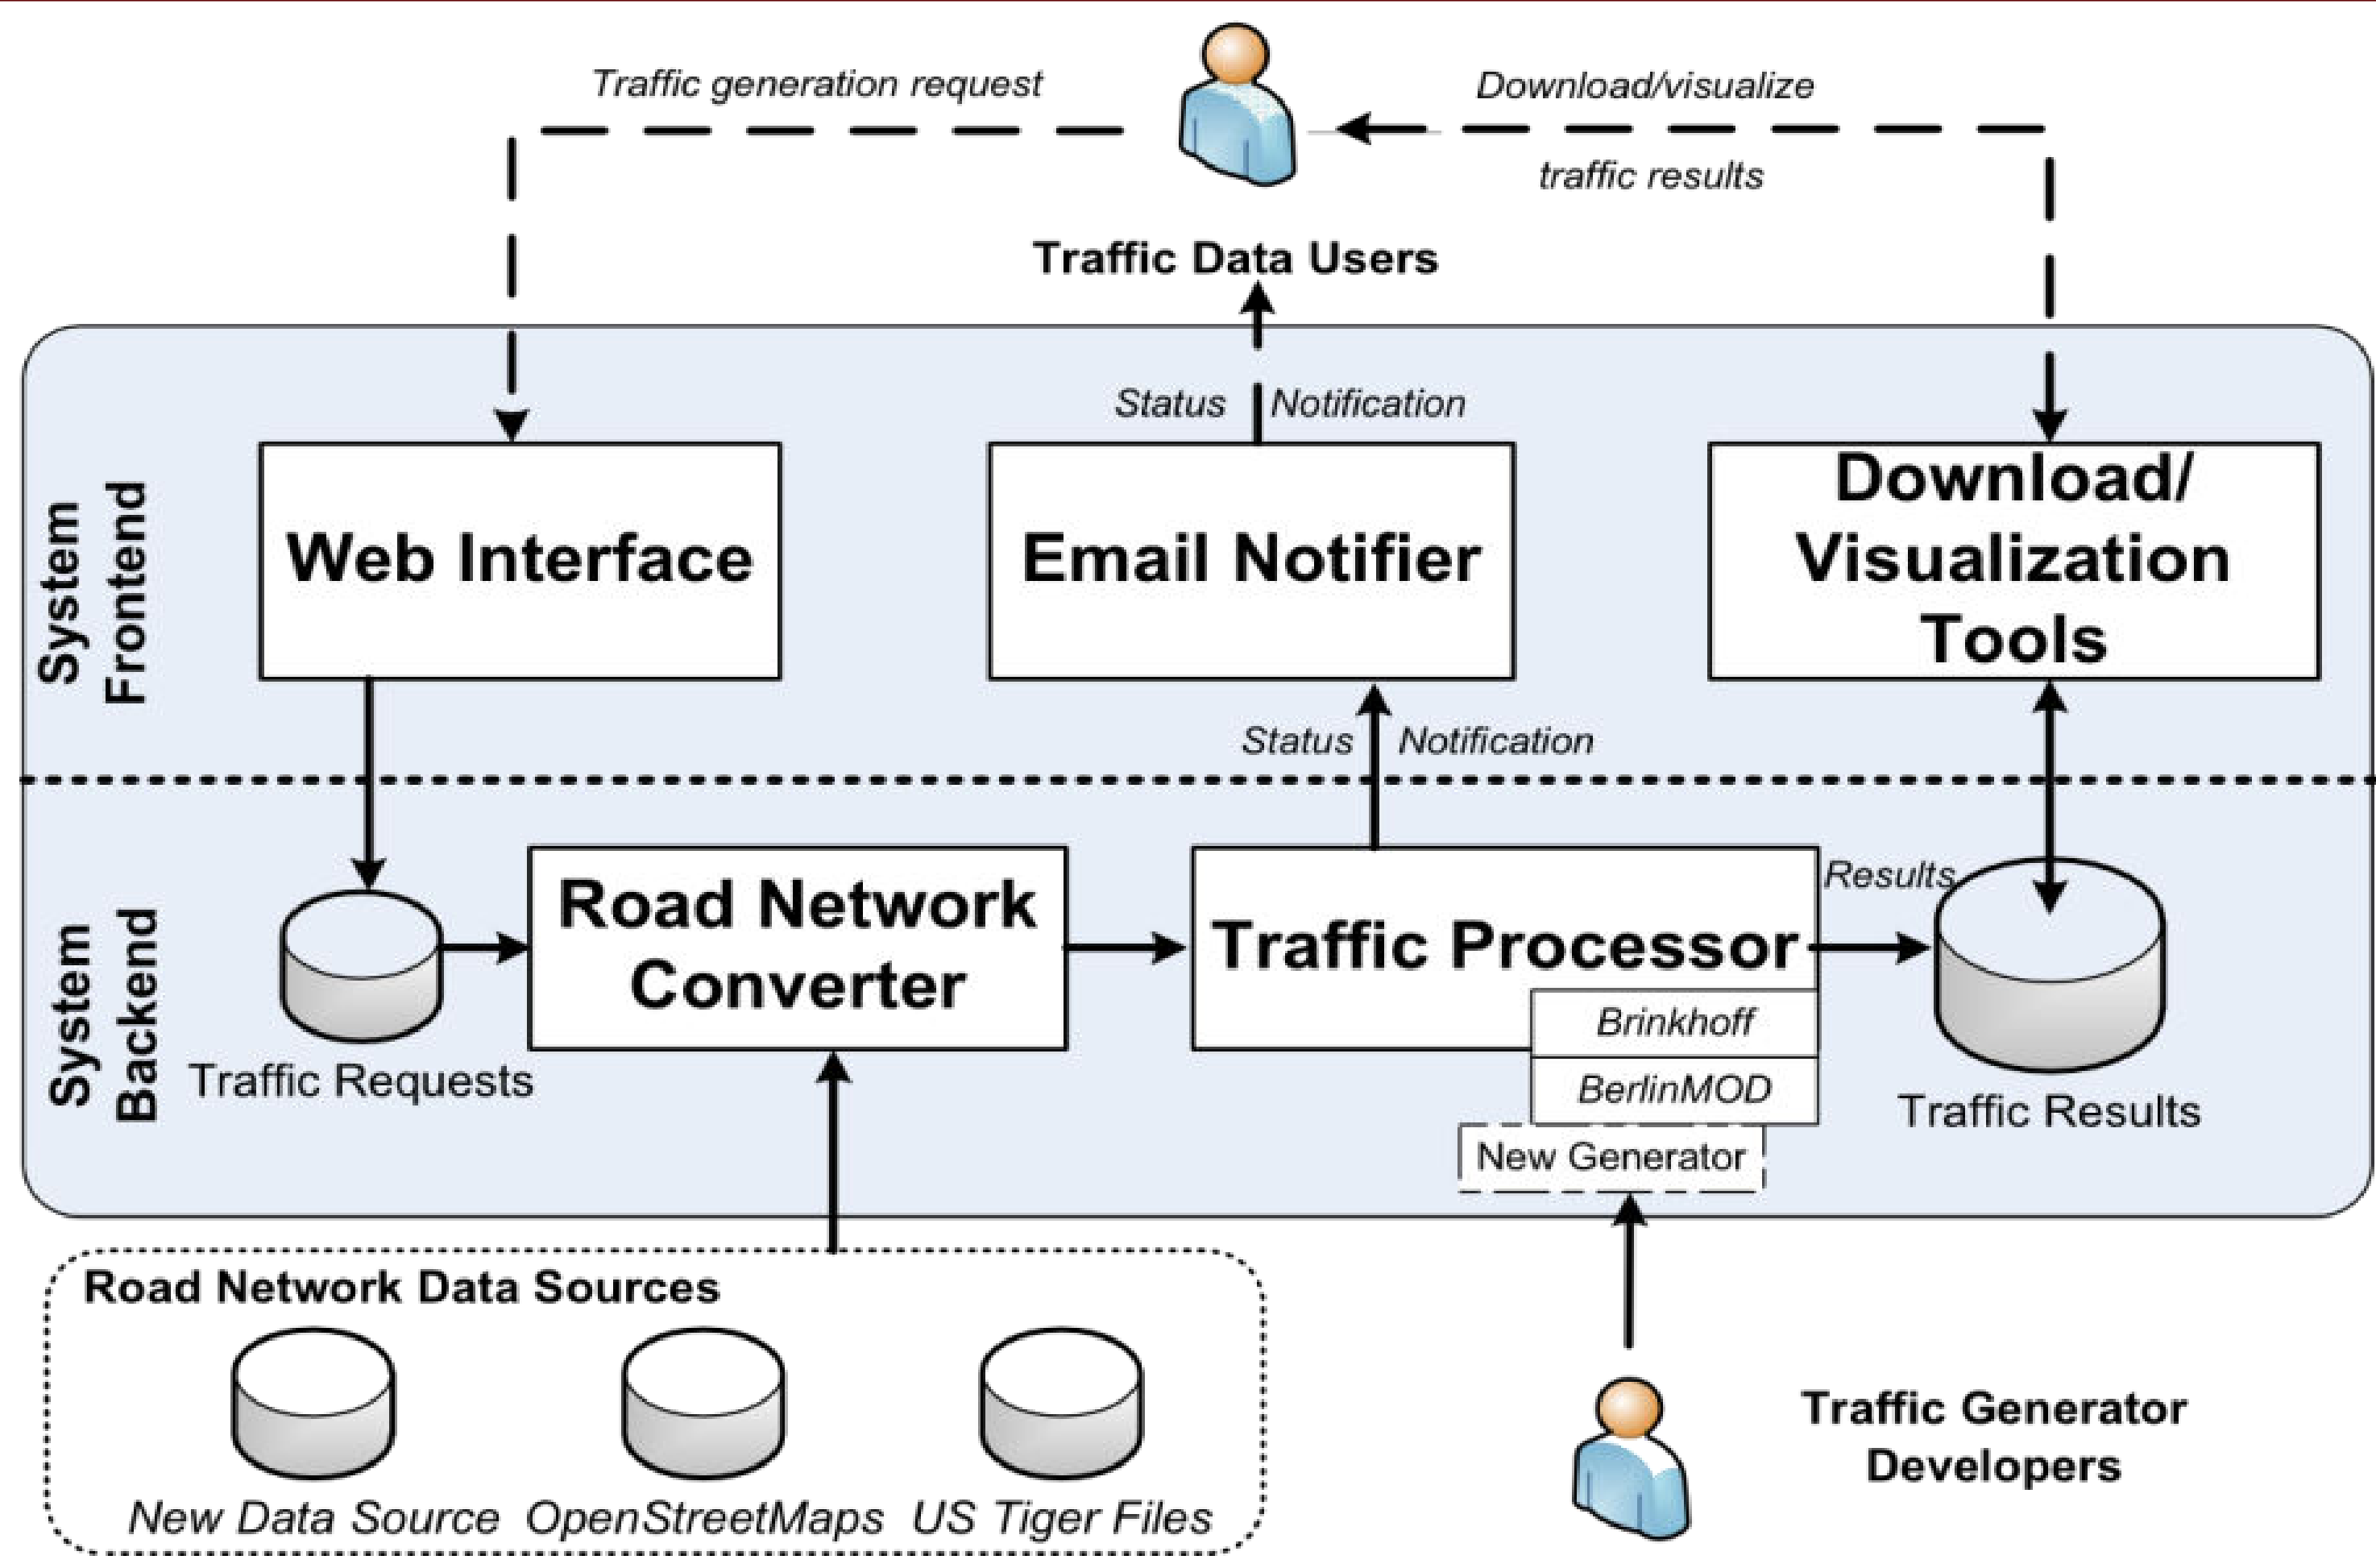 Traffic generation request
Download/visualize
traffic results
Traffic Data Users
Status Notification
System
Frontend
Web Interface
Email Notifier
Download/
Visualization
Tools
Status Notification
System
Backend
Traffic Requests
Road Network
Converter
Traffic Processor
Brinkhoff
BerlinMOD
New Generator
Results
Traffic Results
Road Network Data Sources
New Data Source OpenStreetMaps US Tiger Files
Traffic Generator
Developers